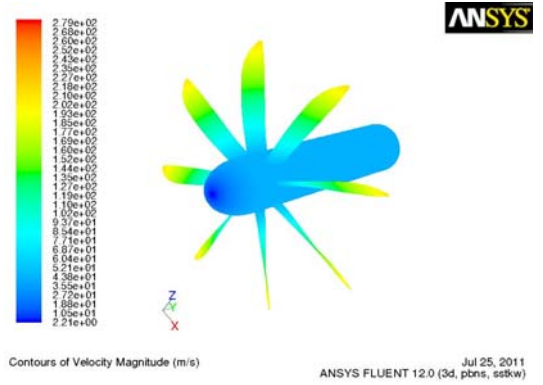 ANSYS
2.79e+02
2.68e+02
2.60e+02
2.52e+02
2.43e+02
2.35e+02
2.27e+02
2.18e+02
2.10e+02
2.02e+02
1.93e+02
1.85e+02
1.77e+02
1.68e+02
1.60e+02
1.52e+02
1.44e+02
1.35e+02
1.27e+02
1.19e+02
1.10e+02
1.02e+02
9.37e+01
8.54e+01
7.71e+01
6.87e+01
6.04e+01
5.21e+01
4.38e+01
3.55e+01
2.72e+01
1.88e+01
1.05e+01
2.21e+00
Z
Y
X
Contours of Velocity Magnitude (m/s)
Jul 25, 2011
ANSYS FLUENT 12.0 (3d, pbns, sstkw)